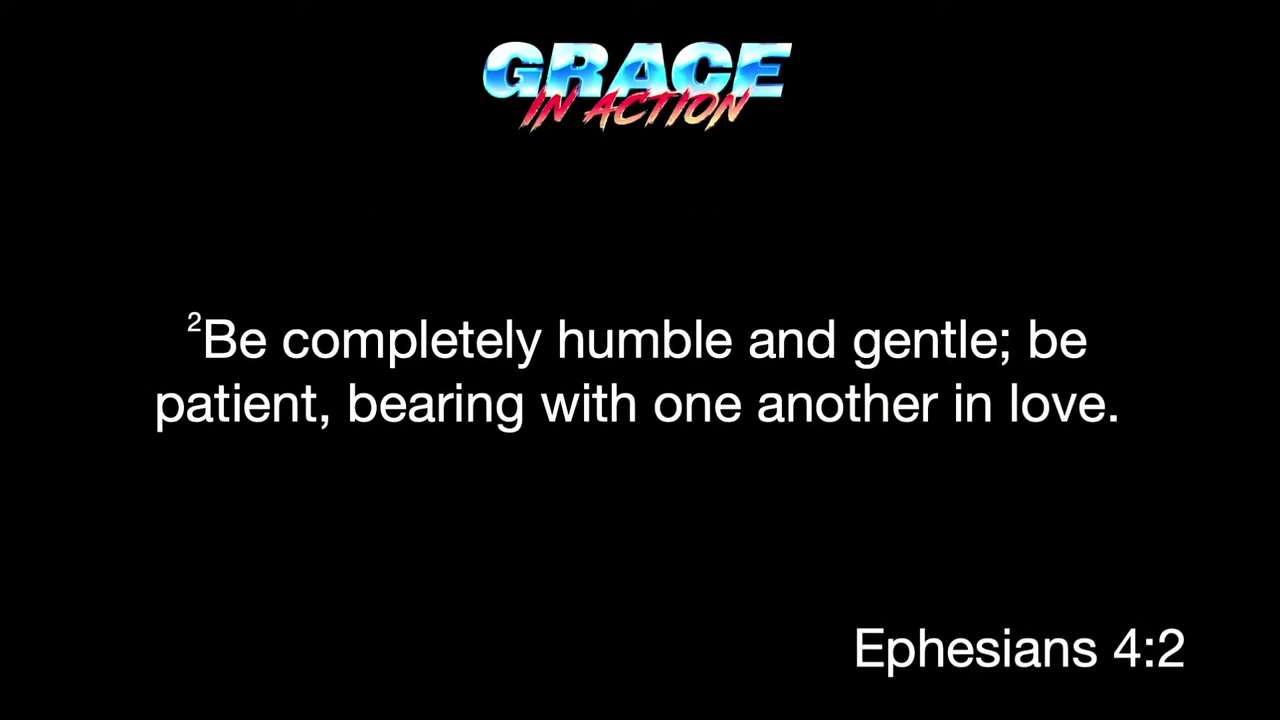 GRACE
IN ACTION
²Be completely humble and gentle; be
patient, bearing with one another in love.
Ephesians 4:2